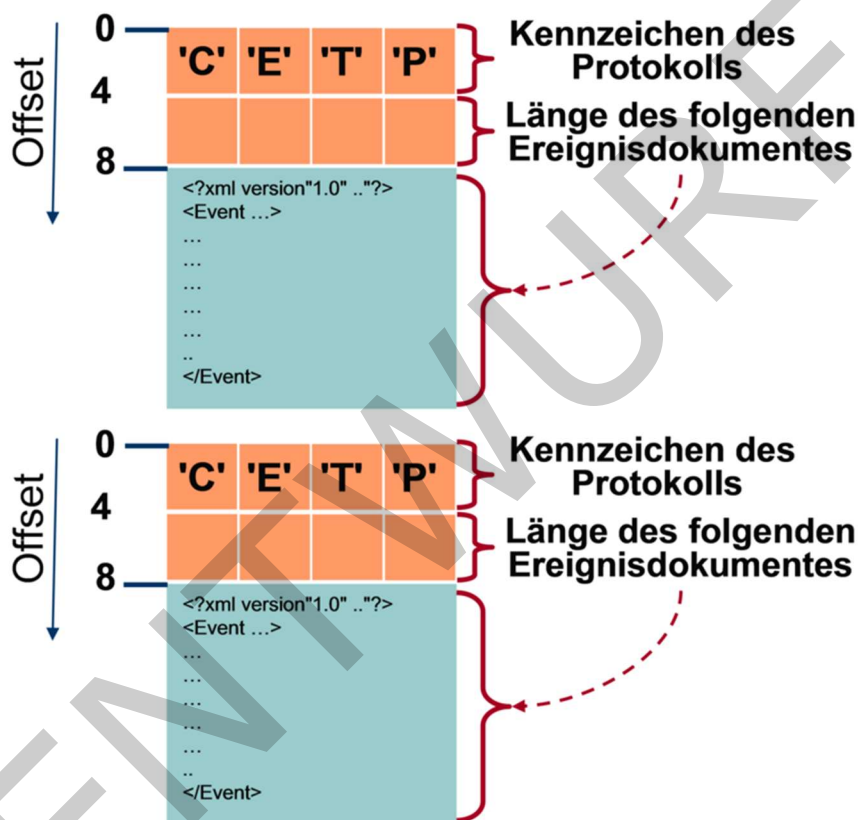 0
'C' 'E' 'T' 'P'
Kennzeichen des
Protokolls
Offset
4
Länge des folgenden
Ereignisdokumentes
8
<?xml version"1.0" .."?>
<Event ...>
...
...
...
...
...
..
</Event>
0
'C' 'E' 'T' 'P'
Kennzeichen des
Protokolls
Offset
4
Länge des folgenden
Ereignisdokumentes
8
<?xml version"1.0" .."?>
<Event ...>
...
...
...
...
...
..
</Event>
ENTWURF